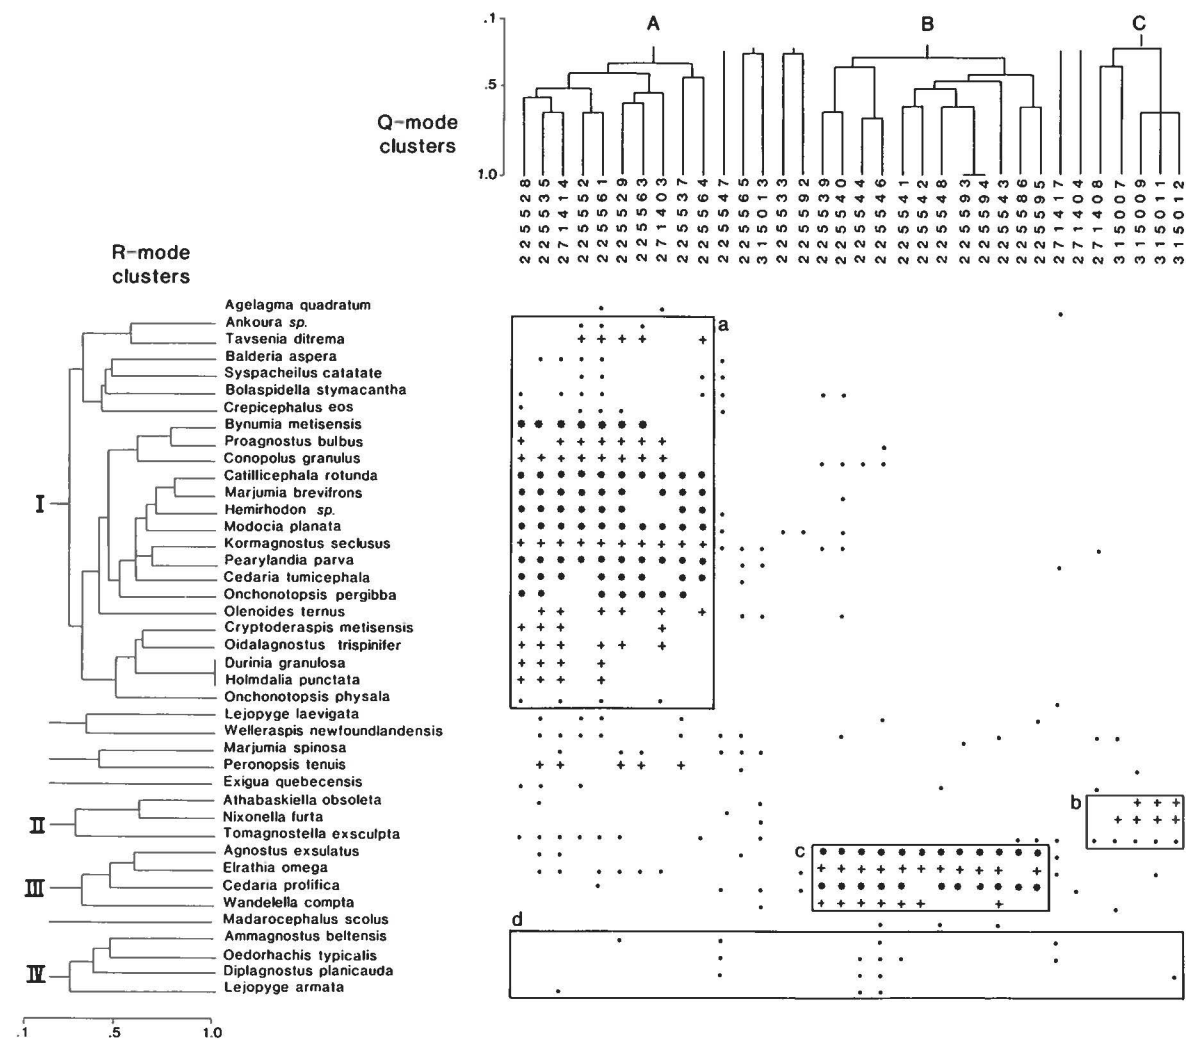 .1
A
B
C
.5
Q-mode
clusters
1.0
225528
225535
271414
225552
225561
225529
225563
271403
225537
225564
225547
225565
315013
225533
225592
225539
225540
225544
225546
225541
225542
225548
225593
225594
225543
225586
225595
271417
271404
271408
315007
315009
315011
315012
R-mode
clusters
Agelagma quadratum
Ankoura sp.
a
Tavsenia ditrema
Balderia aspera
Syspacheilus catatate
Bolaspidella stymacantha
Crepicephalus eos
Bynumia metisensis
Proagnostus bulbus
Conopolus granulus
Catillicephala rotunda
Marjumia brevifrons
I
Hemirhodon sp.
Modocia planata
Kormagnostus seclusus
Pearylandia parva
Cedaria tumicephala
Onchonotopsis pergibba
Olenoides ternus
Cryptoderaspis metisensis
Oidalagnostus trispinifer
Durinia granulosa
Holmdalia punctata
Onchonotopsis physala
Lejopyge laevigata
Welleraspis newfoundlandensis
Marjumia spinosa
Peronopsis tenuis
Exigua quebecensis
Athabaskiella obsoleta
b
II
Nixonella furta
Tomagnostella exsculpta
Agnostus exsulatus
c
Elrathia omega
III
Cedaria prolifica
Wandelella compta
Madarocephalus scolus
d
Ammagnostus beltensis
Oedorhachis typicalis
IV
Diplagnostus planicauda
Lejopyge armata
.1
.5
1.0